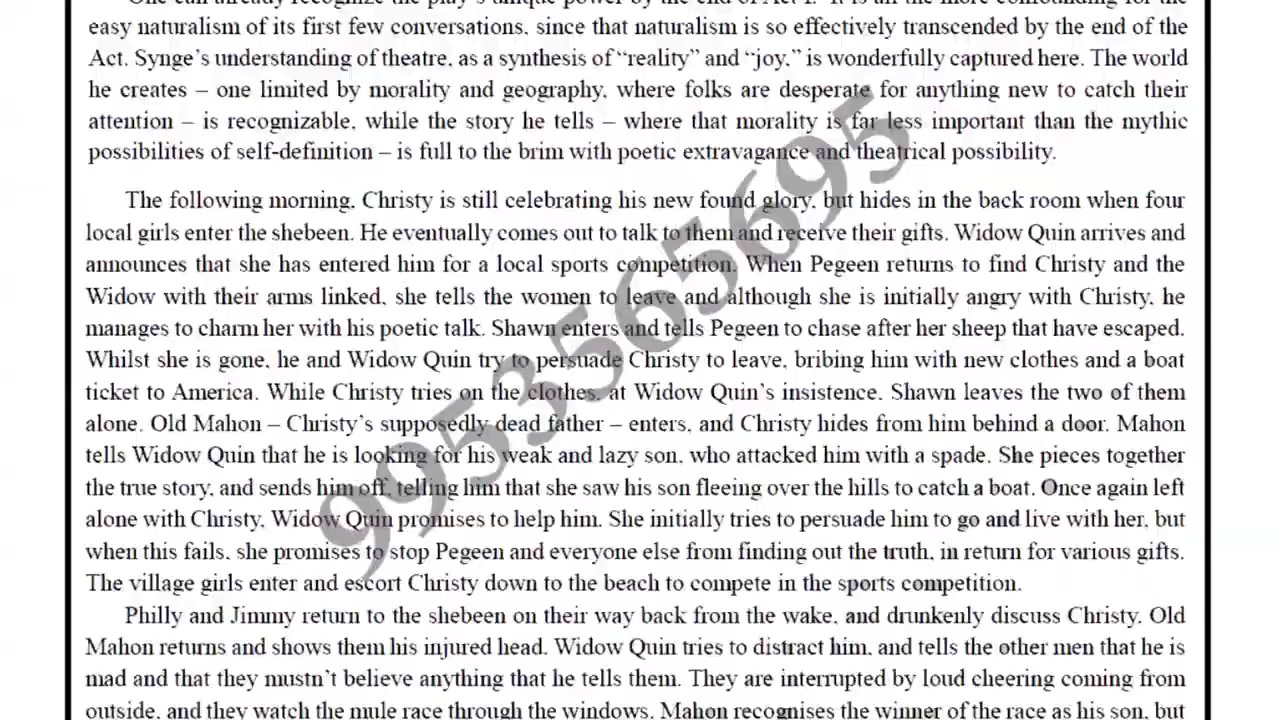 One can already recognize the play's unique power by the end of Act I. It is all the more confounding for the
easy naturalism of its first few conversations, since that naturalism is so effectively transcended by the end of the
Act. Synge's understanding of theatre, as a synthesis of “reality” and “joy,” is wonderfully captured here. The world
he creates – one limited by morality and geography, where folks are desperate for anything new to catch their
attention – is recognizable, while the story he tells – where that morality is far less important than the mythic
possibilities of self-definition – is full to the brim with poetic extravagance and theatrical possibility.
The following morning, Christy is still celebrating his new found glory, but hides in the back room when four
local girls enter the shebeen. He eventually comes out to talk to them and receive their gifts. Widow Quin arrives and
announces that she has entered him for a local sports competition. When Pegeen returns to find Christy and the
Widow with their arms linked, she tells the women to leave and although she is initially angry with Christy, he
manages to charm her with his poetic talk. Shawn enters and tells Pegeen to chase after her sheep that have escaped.
Whilst she is gone, he and Widow Quin try to persuade Christy to leave, bribing him with new clothes and a boat
ticket to America. While Christy tries on the clothes, at Widow Quin's insistence, Shawn leaves the two of them
alone. Old Mahon – Christy's supposedly dead father – enters, and Christy hides from him behind a door. Mahon
tells Widow Quin that he is looking for his weak and lazy son, who attacked him with a spade. She pieces together
the true story, and sends him off, telling him that she saw his son fleeing over the hills to catch a boat. Once again left
alone with Christy, Widow Quin promises to help him. She initially tries to persuade him to go and live with her, but
when this fails, she promises to stop Pegeen and everyone else from finding out the truth, in return for various gifts.
The village girls enter and escort Christy down to the beach to compete in the sports competition.
Philly and Jimmy return to the shebeen on their way back from the wake, and drunkenly discuss Christy. Old
Mahon returns and shows them his injured head. Widow Quin tries to distract him, and tells the other men that he is
mad and that they mustn't believe anything that he tells them. They are interrupted by loud cheering coming from
outside, and they watch the mule race through the windows. Mahon recognises the winner of the race as his son, but
9953565695